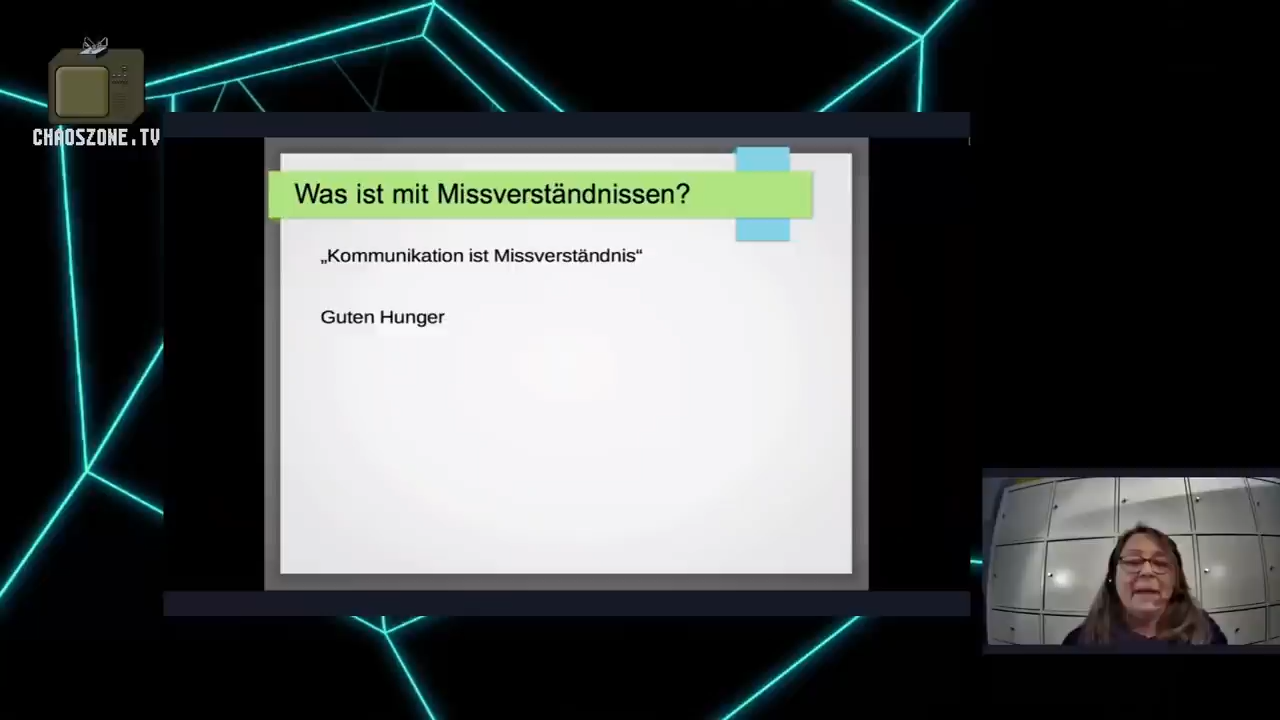 CHAOSZONE.TV
Was ist mit Missverständnissen?
„Kommunikation ist Missverständnis“
Guten Hunger